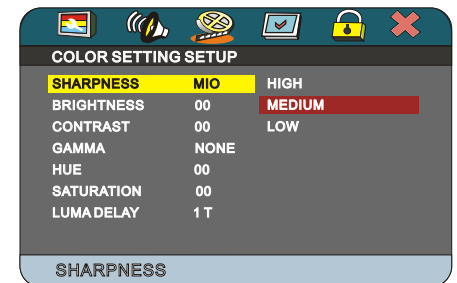 COLOR SETTING SETUP
SHARPNESS MIO HIGH
BRIGHTNESS 00 MEDIUM
CONTRAST 00 LOW
GAMMA NONE
HUE 00
SATURATION 00
LUMA DELAY 1 T
SHARPNESS